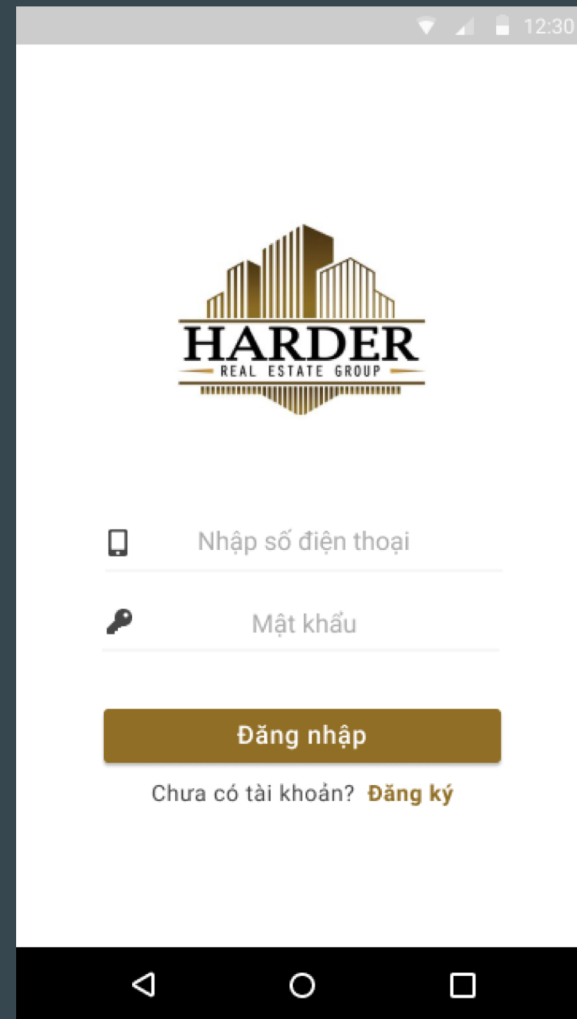 12:30
HARDER
REAL ESTATE GROUP
Nhập số điện thoại
Mật khẩu
Đăng nhập
Chưa có tài khoản? Đăng ký